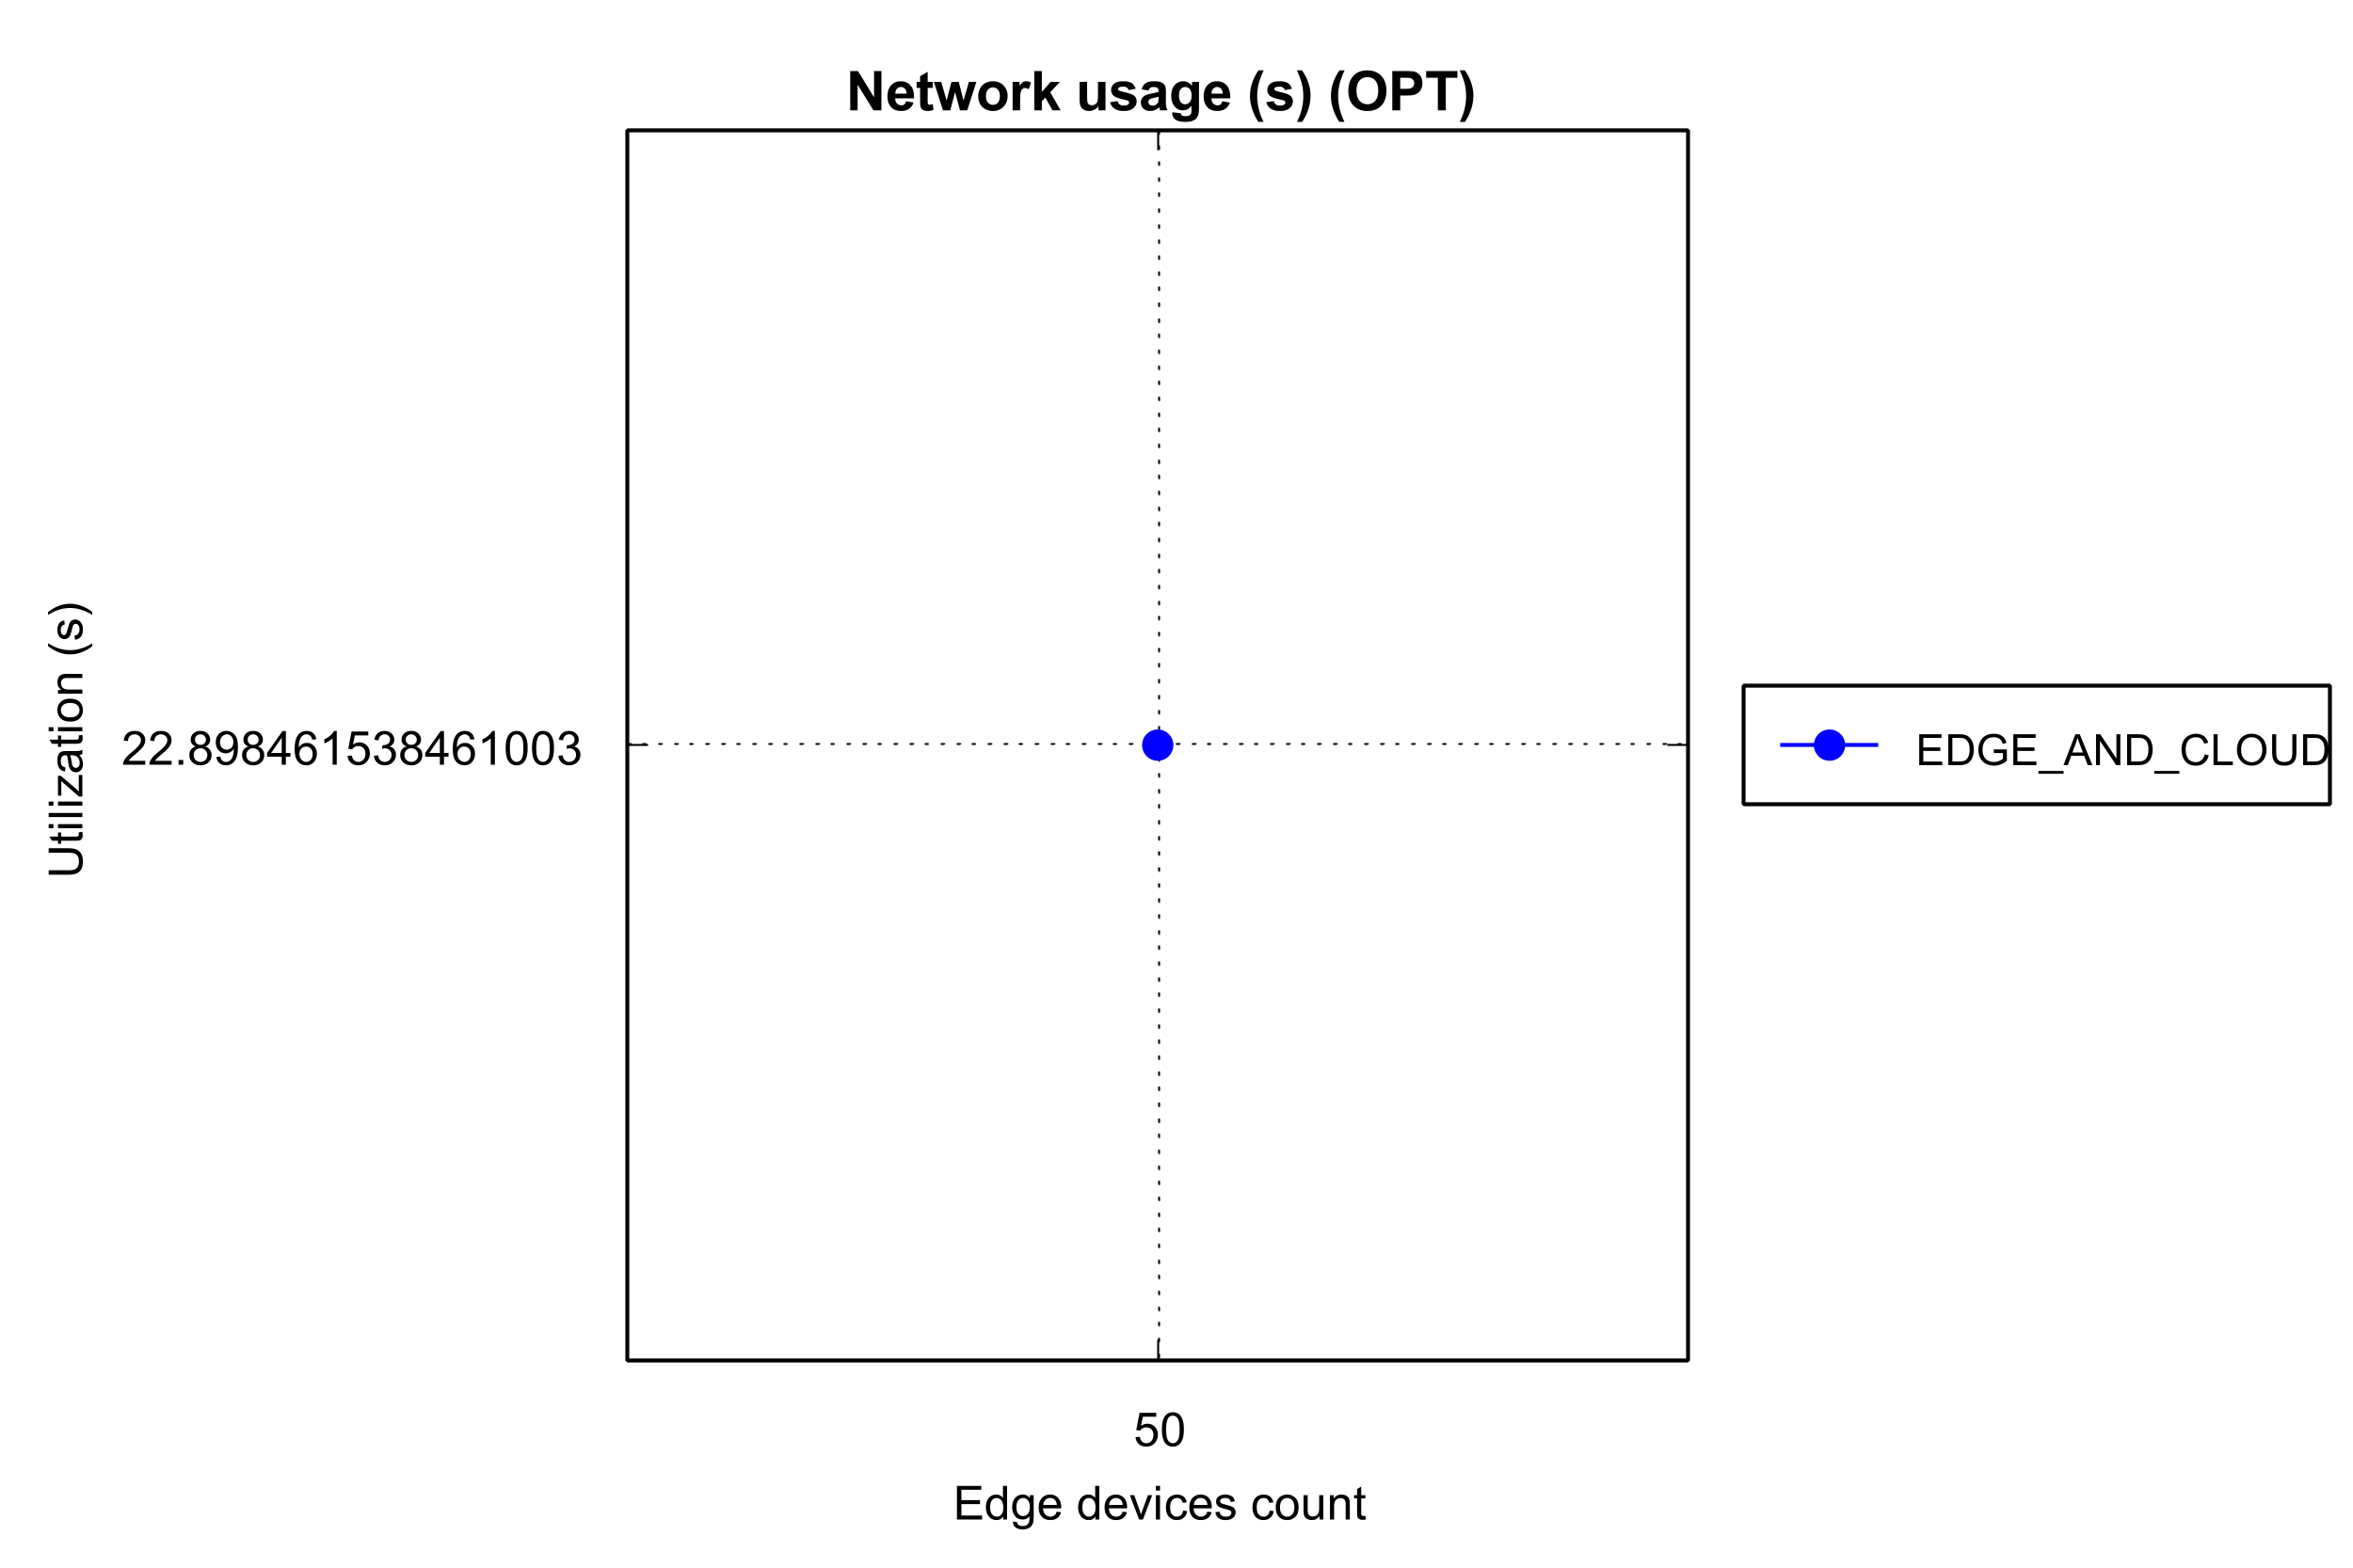 Network usage (s) (OPT)
Utilization (s)
22.898461538461003
EDGE_AND_CLOUD
50
Edge devices count